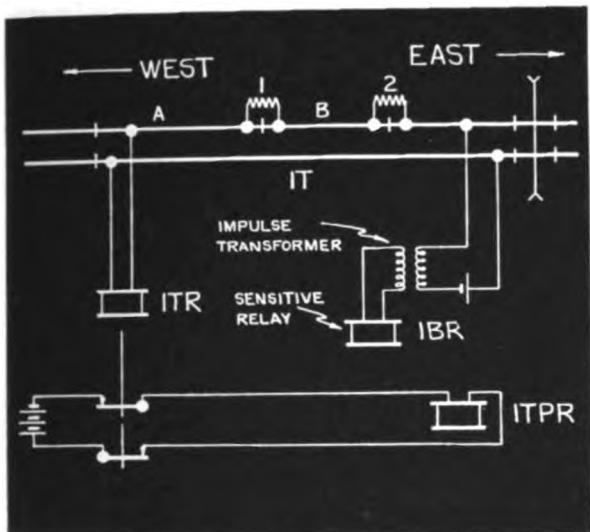 WEST
EAST
1
2
A
B
IT
IMPULSE
TRANSFORMER
ITR
SENSITIVE
RELAY
IBR
ITPR